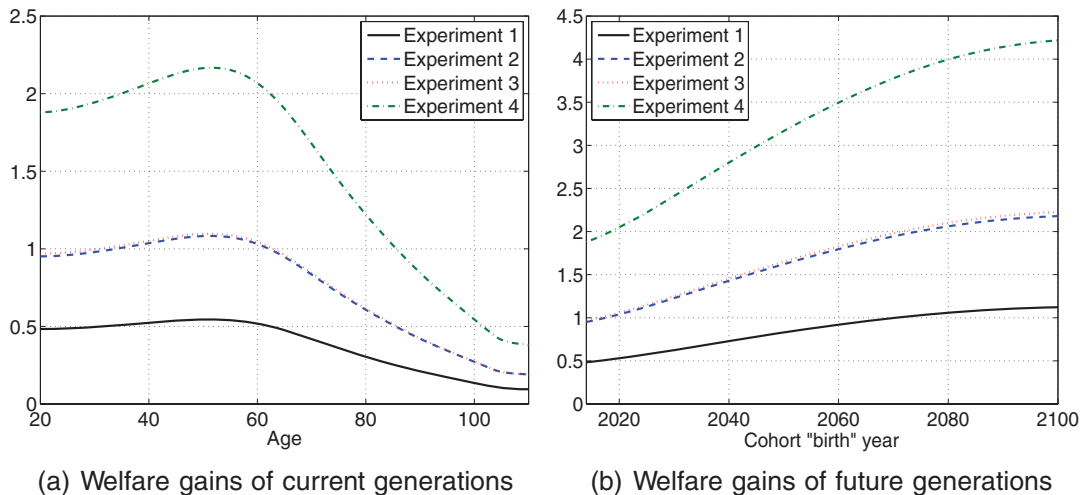 2.5
2
1.5
1
0.5
0
20
40
60
80
100
Age
Experiment 1
Experiment 2
Experiment 3
Experiment 4
(a) Welfare gains of current generations
4.5
4
3.5
3
2.5
2
1.5
1
0.5
0
2020
2040
2060
2080
2100
Cohort "birth" year
Experiment 1
Experiment 2
Experiment 3
Experiment 4
(b) Welfare gains of future generations